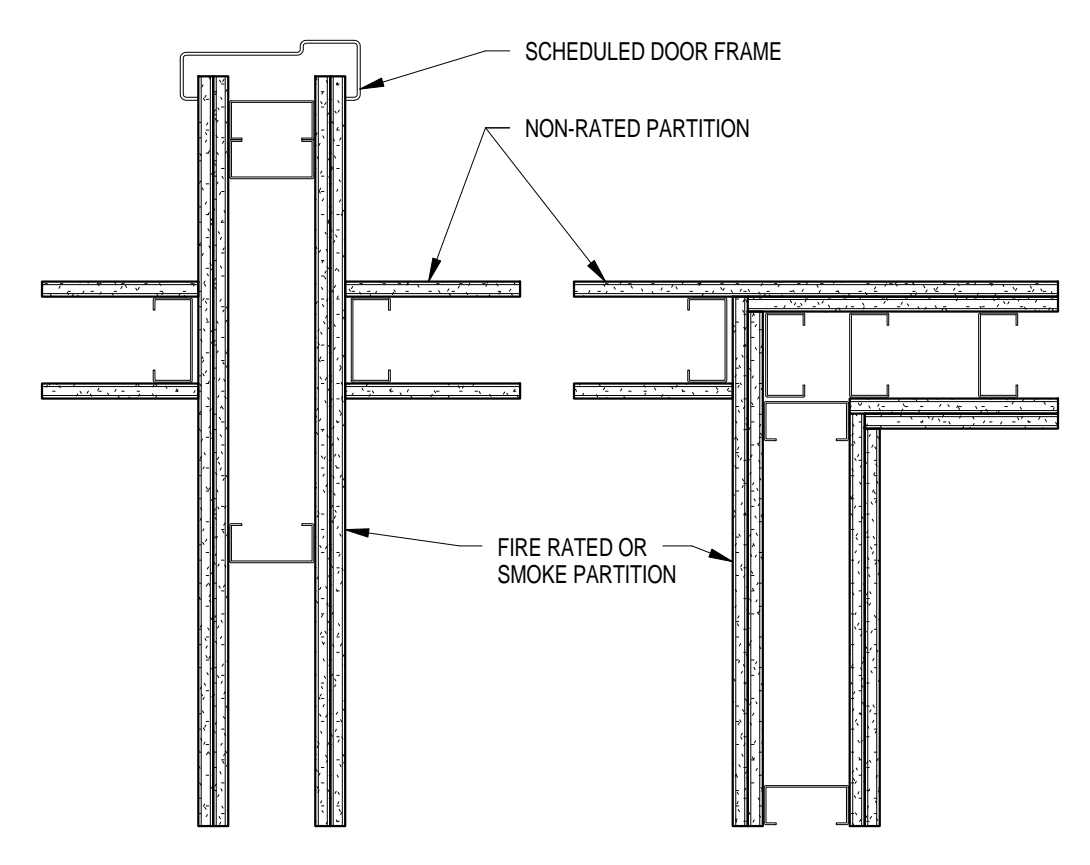 SCHEDULED DOOR FRAME
NON-RATED PARTITION
FIRE RATED OR
SMOKE PARTITION